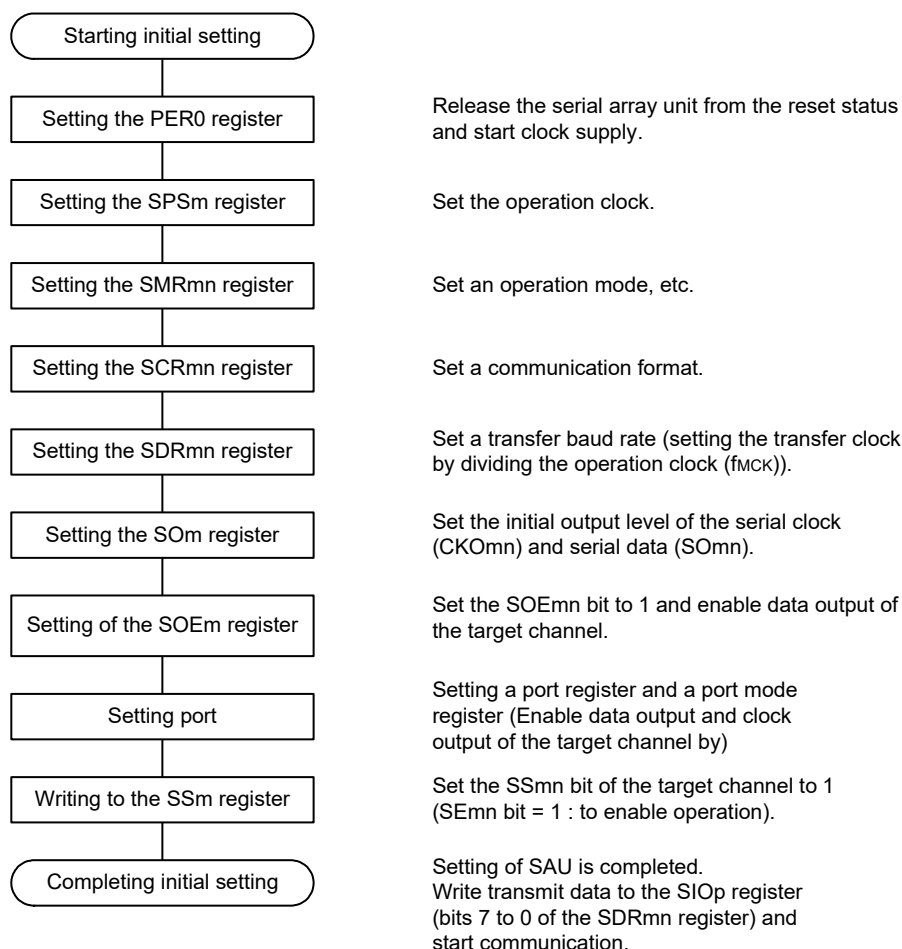 Starting initial setting
Setting the PER0 register
Release the serial array unit from the reset status
and start clock supply.
Setting the SPSm register
Set the operation clock.
Setting the SMRmn register
Set an operation mode, etc.
Setting the SCRmn register
Set a communication format.
Setting the SDRmn register
Set a transfer baud rate (setting the transfer clock
by dividing the operation clock (fMCK)).
Setting the SOm register
Set the initial output level of the serial clock
(CKOmn) and serial data (SOmn).
Setting of the SOEm register
Set the SOEmn bit to 1 and enable data output of
the target channel.
Setting port
Setting a port register and a port mode
register (Enable data output and clock
output of the target channel by)
Writing to the SSm register
Set the SSmn bit of the target channel to 1
(SEmn bit = 1 : to enable operation).
Completing initial setting
Setting of SAU is completed.
Write transmit data to the SIOp register
(bits 7 to 0 of the SDRmn register) and
start communication.